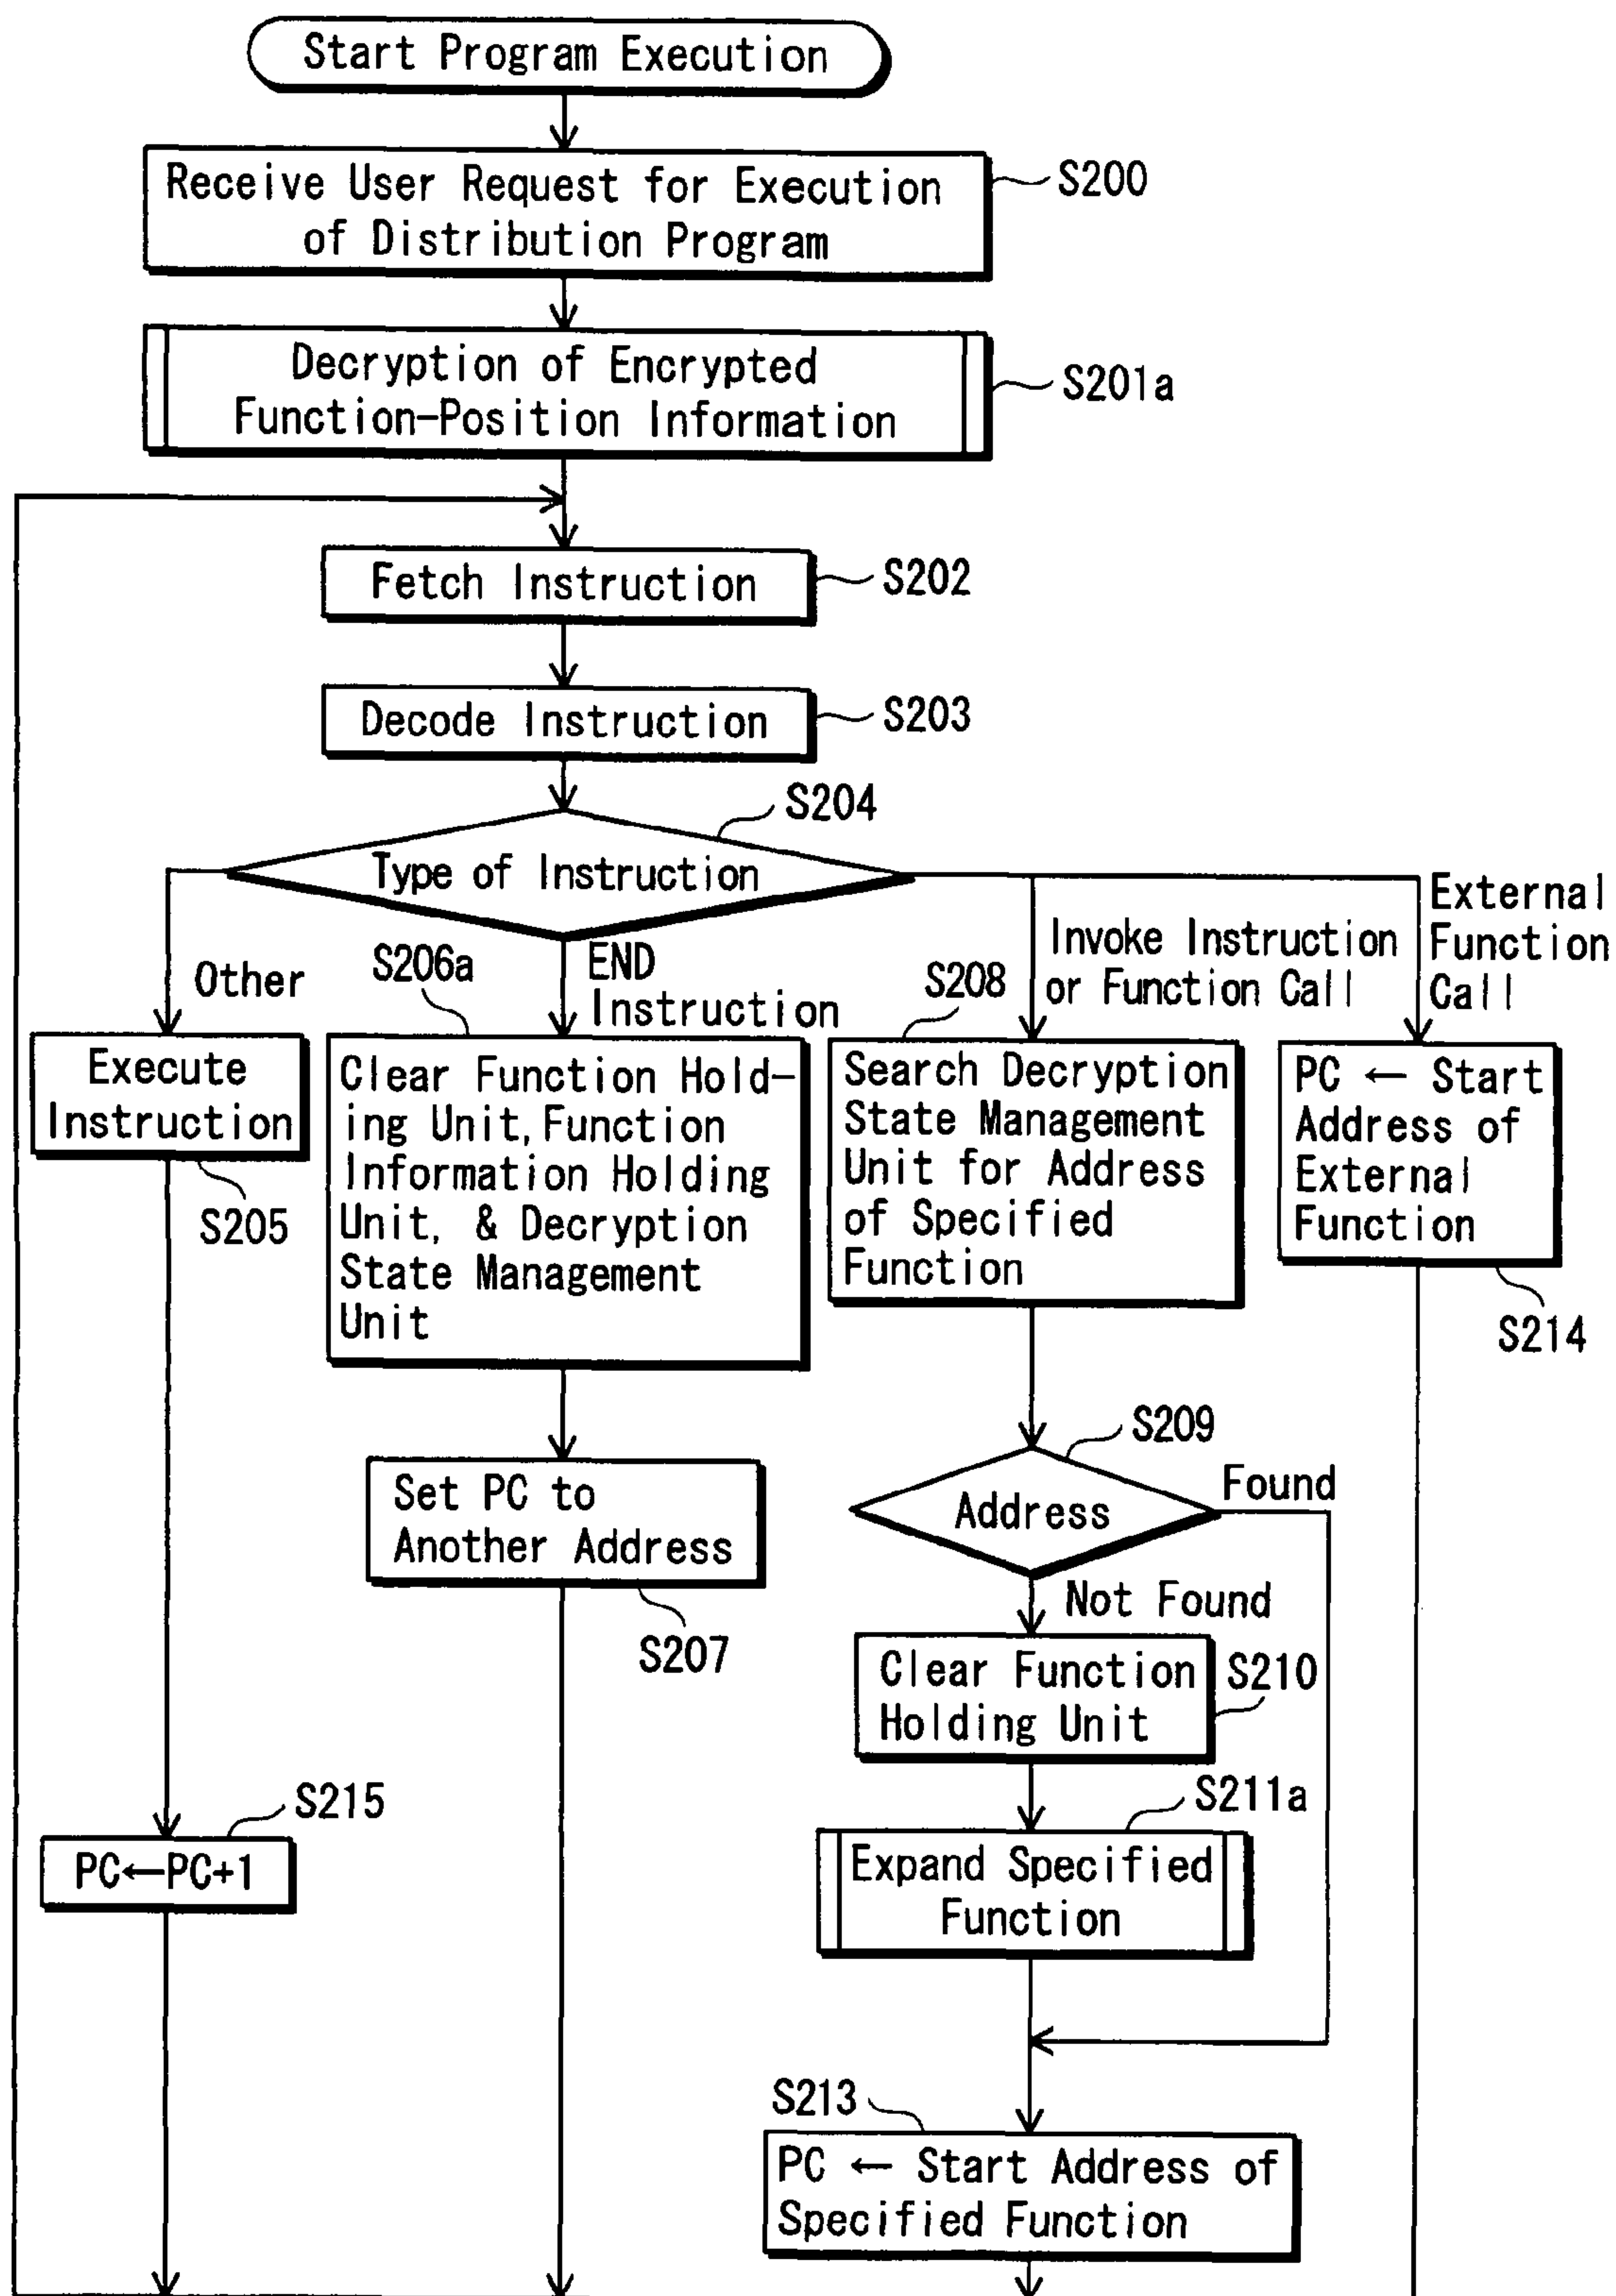 Start Program Execution
Receive User Request for Execution
of Distribution Program
S200
Decryption of Encrypted
Function-Position Information
S201a
Fetch Instruction
S202
Decode Instruction
S203
S204
Type of Instruction
Other
S206a
END
Instruction
S208
Invoke Instruction
or Function Call
External
Function
Call
Execute
Instruction
S205
Clear Function Hold-
ing Unit, Function
Information Holding
Unit, & Decryption
State Management
Unit
Search Decryption
State Management
Unit for Address
of Specified
Function
PC ← Start
Address of
External
Function
S214
Set PC to
Another Address
S207
S209
Address
Found
Not Found
Clear Function
Holding Unit
S210
S211a
Expand Specified
Function
S215
PC←PC+1
S213
PC ← Start Address of
Specified Function